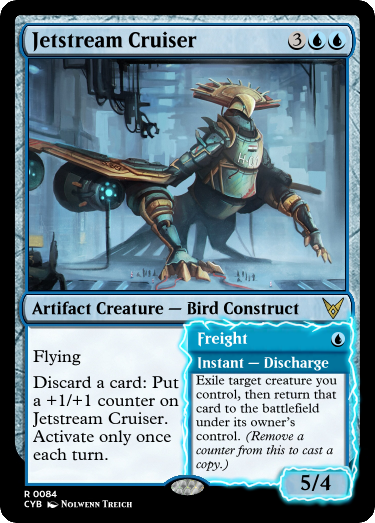 Jetstream Cruiser 3
Artifact Creature — Bird Construct
Flying
Discard a card: Put
a +1/+1 counter on
Jetstream Cruiser.
Activate only once
each turn.
Freight
Instant — Discharge
Exile target creature you
control, then return that
card to the battlefield
under its owner's
control. (Remove a
counter from this to cast a
copy.)
5/4
R 0084
CYB Nolwenn Treich